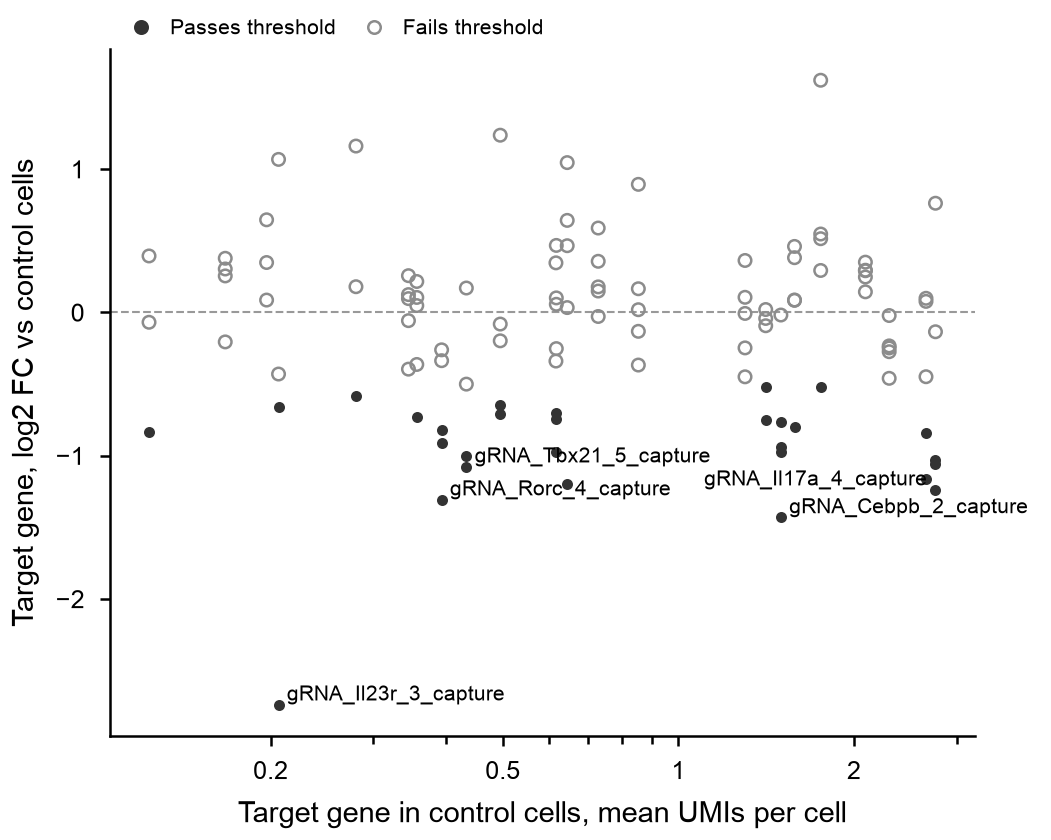 Passes threshold
Fails threshold
Target gene, log2 FC vs control cells
1
0
−1
−2
gRNA_Tbx21_5_capture
gRNA_Il17a_4_capture
gRNA_Rorc_4_capture
gRNA_Cebpb_2_capture
gRNA_Il23r_3_capture
0.2
0.5
1
2
Target gene in control cells, mean UMIs per cell